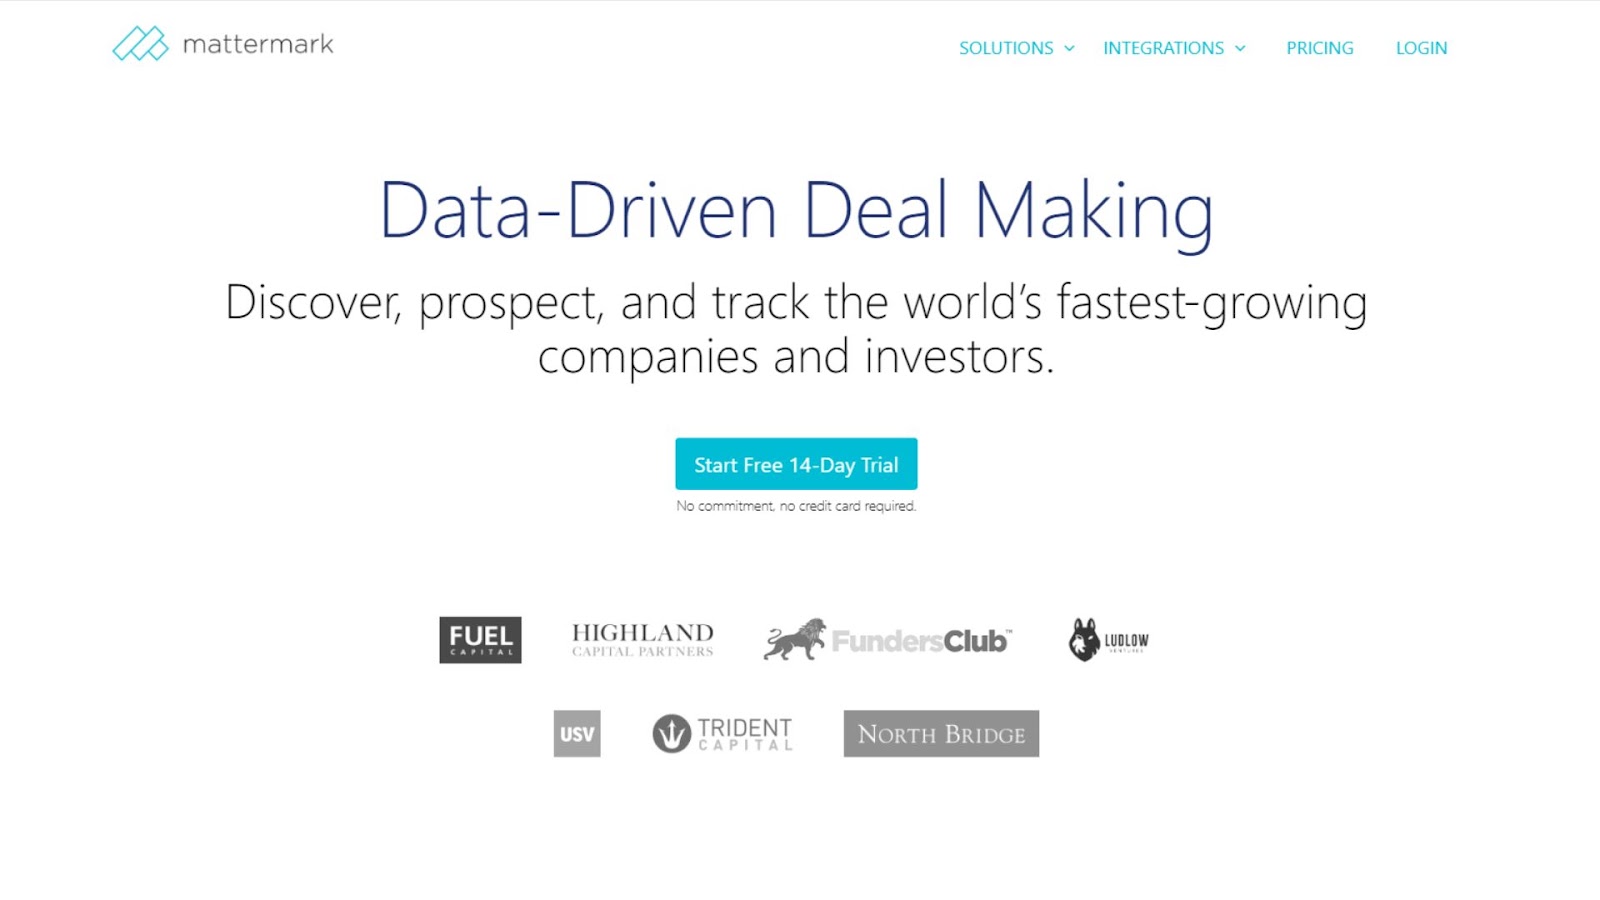 mattermark
SOLUTIONS
INTEGRATIONS
PRICING
LOGIN
Data-Driven Deal Making
Discover, prospect, and track the world’s fastest-growing
companies and investors.
Start Free 14-Day Trial
No commitment, no credit card required.
FUEL
CAPITAL
HIGHLAND
CAPITAL PARTNERS
FundersClub™
LUDLOW
VENTURES
USV
TRIDENT
CAPITAL
NORTH BRIDGE